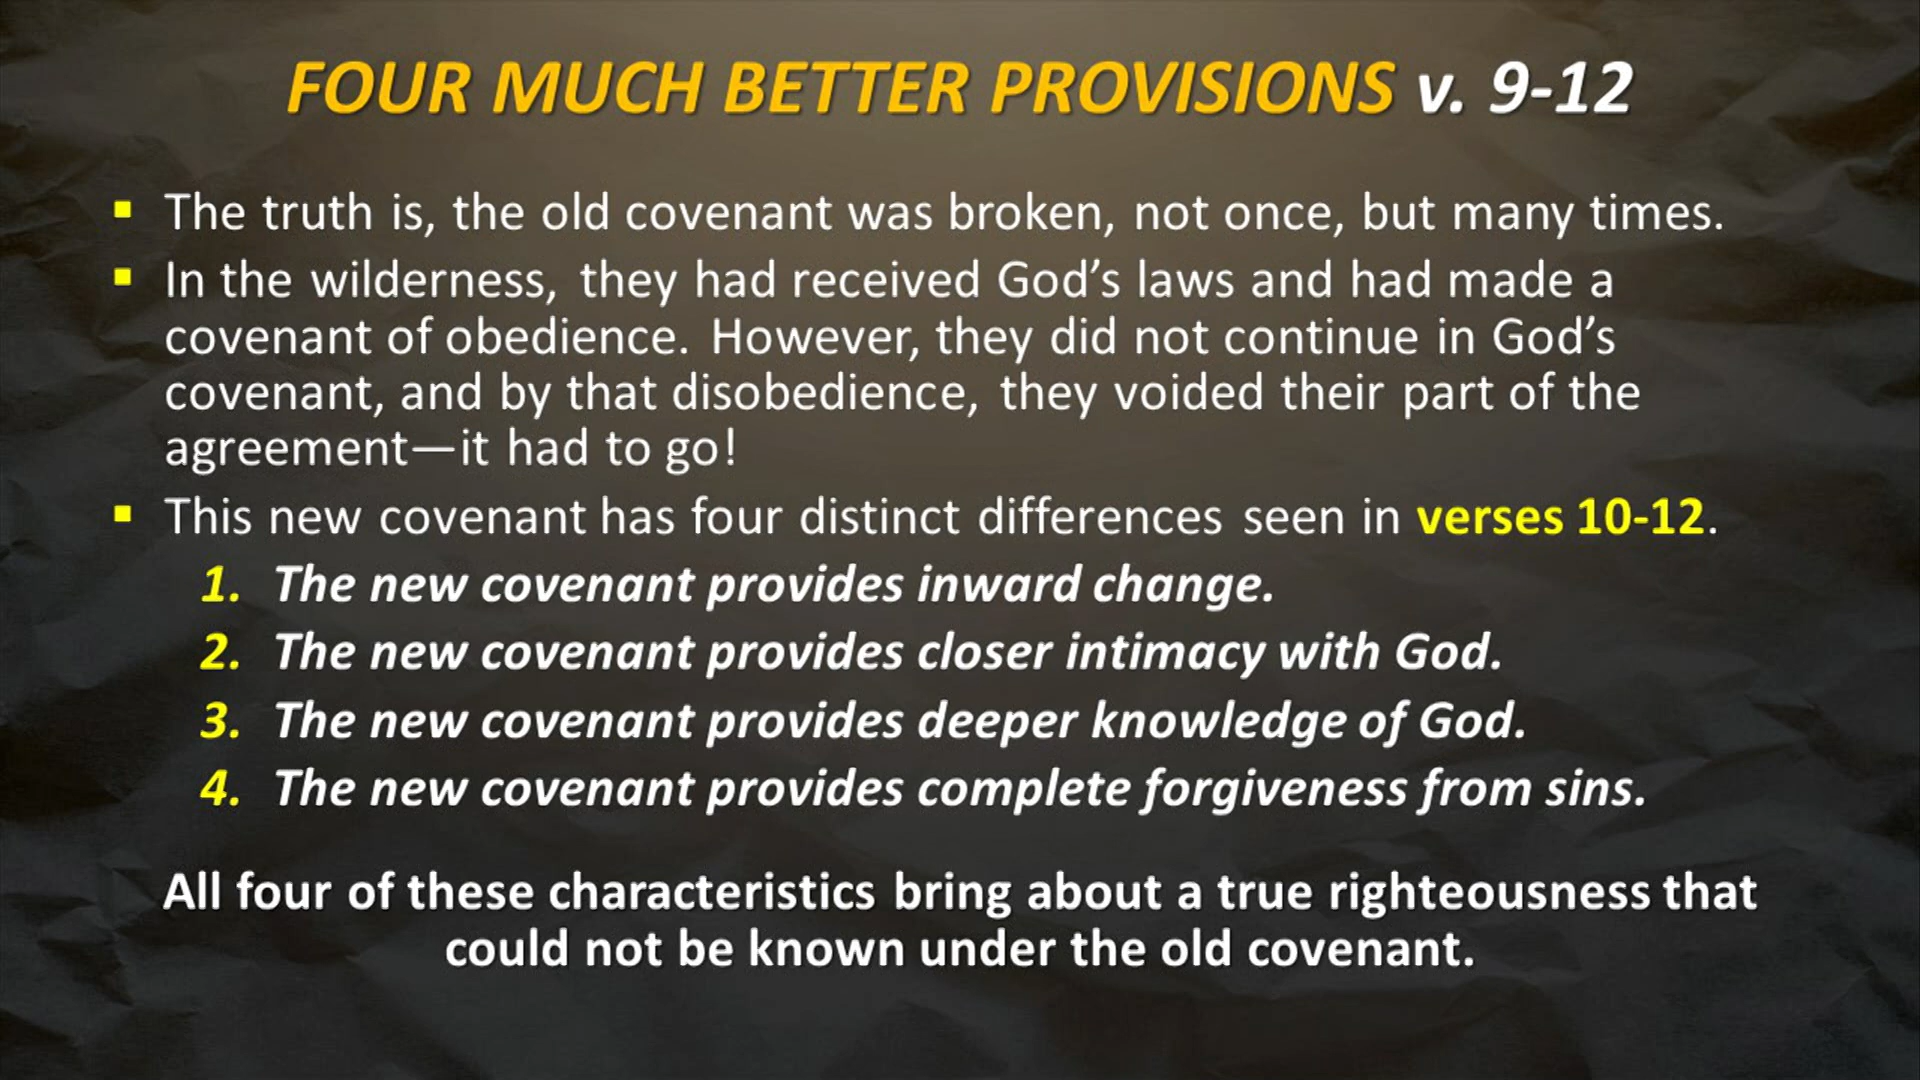 FOUR MUCH BETTER PROVISIONS v. 9-12
▪ The truth is, the old covenant was broken, not once, but many times.
▪ In the wilderness, they had received God’s laws and had made a
covenant of obedience. However, they did not continue in God’s
covenant, and by that disobedience, they voided their part of the
agreement—it had to go!
▪ This new covenant has four distinct differences seen in verses 10-12.
1. The new covenant provides inward change.
2. The new covenant provides closer intimacy with God.
3. The new covenant provides deeper knowledge of God.
4. The new covenant provides complete forgiveness from sins.
All four of these characteristics bring about a true righteousness that
could not be known under the old covenant.